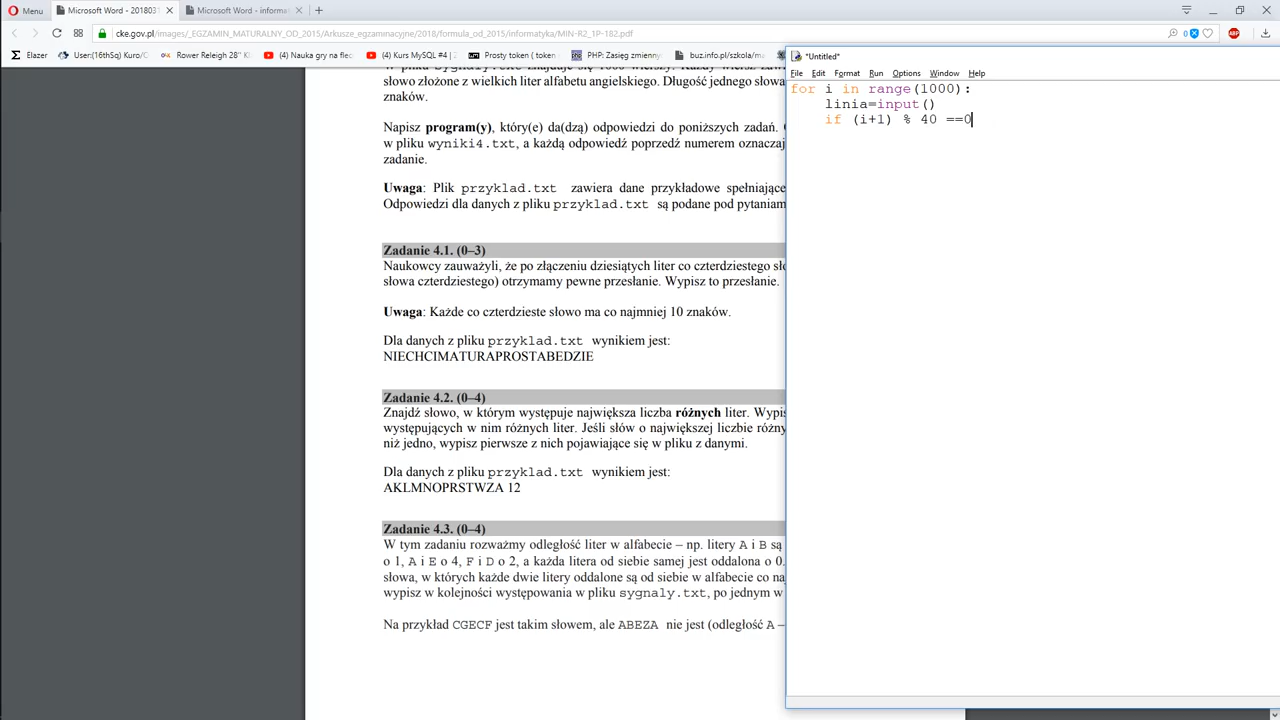 Menu
Microsoft Word - 2018031
Microsoft Word - informa
cke.gov.pl/images/_EGZAMIN_MATURALNY_OD_2015/Arkusze_egzaminacyjne/2018/formula_od_2015/informatyka/MIN-R2_1P-182.pdf
0
Elazer
User:(16thSq) Kuro/C
Rower Raleigh 28" KO
(4) Nauka gry na flec
(4) Kurs MySQL #4 |
Prosty token ( token
PHP: Zasięg zmienny
buz.info.pl/szkola/ma
*Untitled*
File Edit Format Run Options Window Help
for i in range(1000):
linia=input()
if (i+1) % 40 ==0
słowo złożone z wielkich liter alfabetu angielskiego. Długość jednego słowa
znaków.
Napisz program(y), który(e) da(dzą) odpowiedzi do poniższych zadań.
w pliku wyniki4.txt, a każdą odpowiedź poprzedź numerem oznaczaj
zadanie.
Uwaga: Plik przyklad.txt zawiera dane przykładowe spełniające
Odpowiedzi dla danych z pliku przyklad.txt są podane pod pytaniam
Zadanie 4.1. (0–3)
Naukowcy zauważyli, że po złączeniu dziesiątych liter co czterdziestego sło
słowa czterdziestego) otrzymamy pewne przesłanie. Wypisz to przesłanie.
Uwaga: Każde co czterdzieste słowo ma co najmniej 10 znaków.
Dla danych z pliku przyklad.txt wynikiem jest:
NIECHCIMATURAPROSTABEDZIE
Zadanie 4.2. (0–4)
Znajdź słowo, w którym występuje największa liczba różnych liter. Wypis
występujących w nim różnych liter. Jeśli słów o największej liczbie różny
niż jedno, wypisz pierwsze z nich pojawiające się w pliku z danymi.
Dla danych z pliku przyklad.txt wynikiem jest:
AKLMNOPRSTWZA 12
Zadanie 4.3. (0–4)
W tym zadaniu rozważmy odległość liter w alfabecie – np. litery A i B są
o 1, A i E o 4, F i D o 2, a każda litera od siebie samej jest oddalona o 0.
słowa, w których każde dwie litery oddalone są od siebie w alfabecie co naj
wypisz w kolejności występowania w pliku sygnaly.txt, po jednym w
Na przykład CGECF jest takim słowem, ale ABEZA nie jest (odległość A –